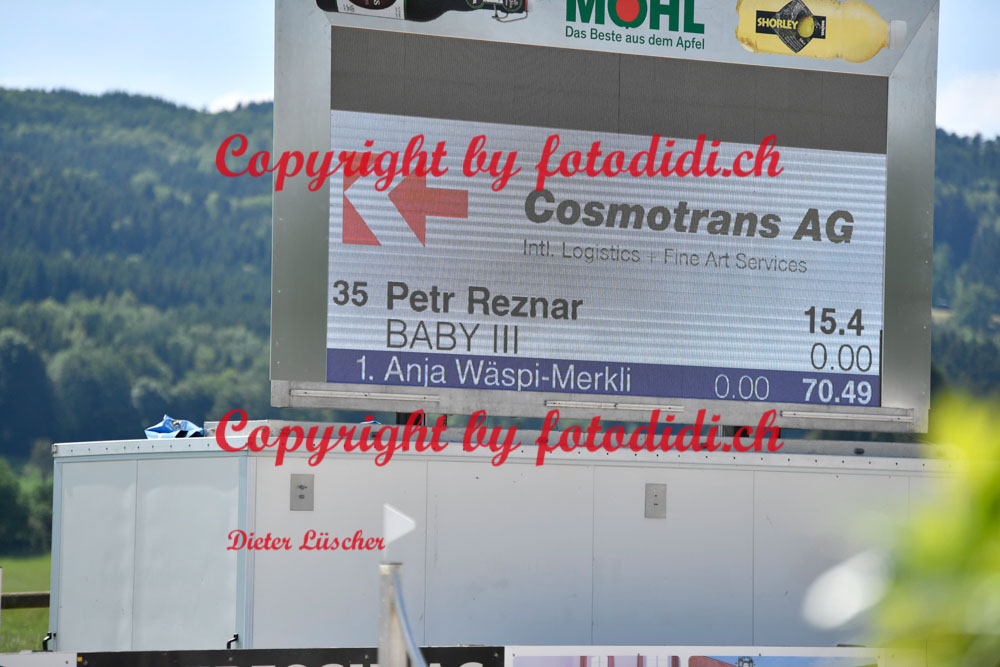 MÖHL
Das Beste aus dem Apfel
SHORLEY
Copyright by fotodidi.ch
Cosmotrans AG
Intl. Logistics + Fine Art Services
35 Petr Reznar 15.4
BABY III 0.00
1. Anja Wäspi-Merkli 0.00 70.49
Copyright by fotodidi.ch
Dieter Lüscher